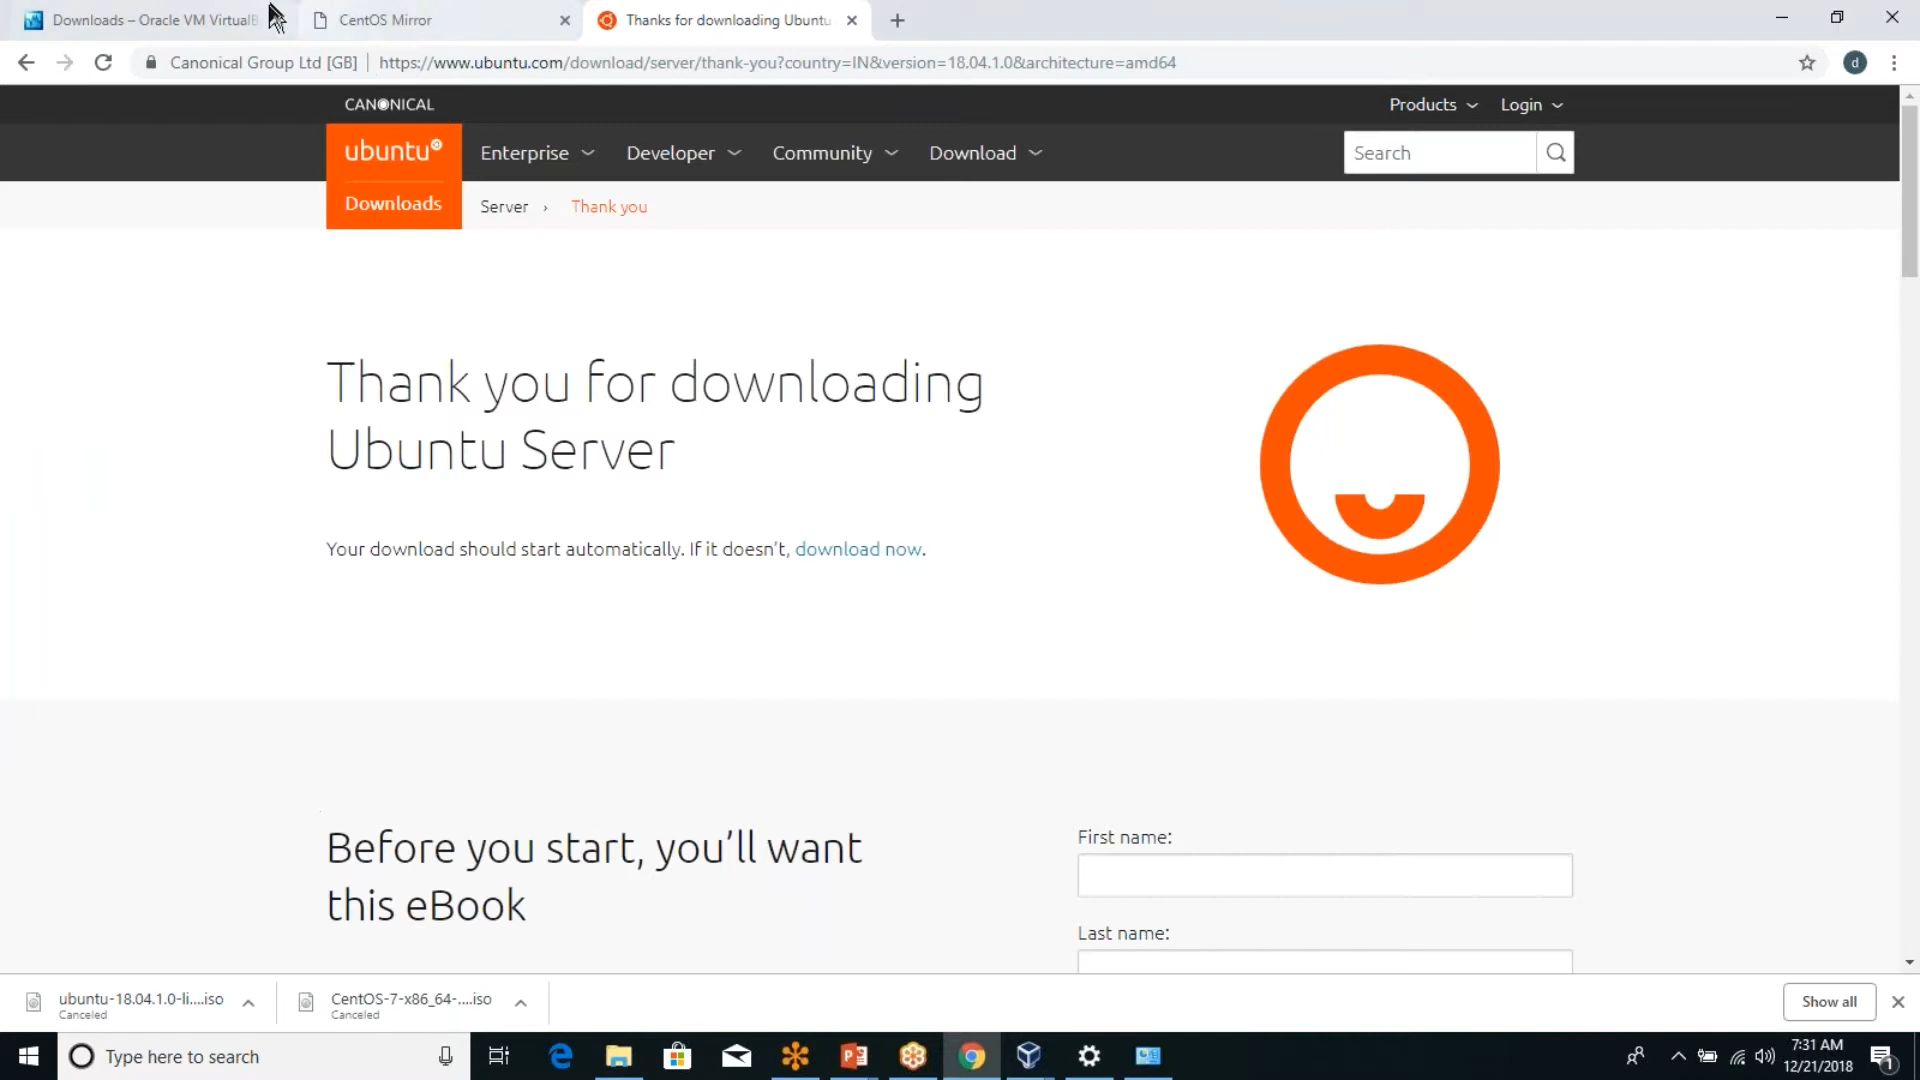 Downloads – Oracle VM VirtualB
CentOS Mirror
Thanks for downloading Ubuntu
Canonical Group Ltd [GB]
https://www.ubuntu.com/download/server/thank-you?country=IN&version=18.04.1.0&architecture=amd64
d
CANONICAL
Products
Login
ubuntu
Enterprise
Developer
Community
Download
Search
Downloads
Server › Thank you
Thank you for downloading
Ubuntu Server
Your download should start automatically. If it doesn't, download now.
Before you start, you'll want
this eBook
First name:
Last name:
ubuntu-18.04.1.0-li....iso
Canceled
CentOS-7-x86_64-....iso
Canceled
Show all
Type here to search
7:31 AM
12/21/2018
1